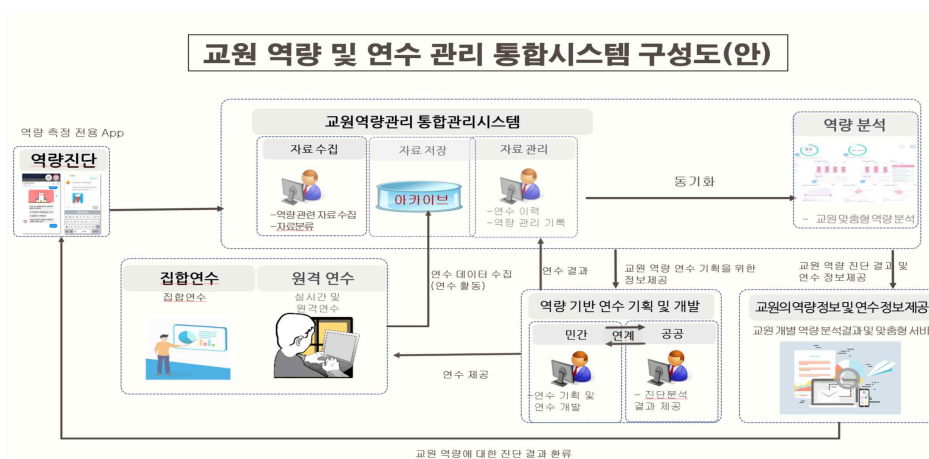 교원 역량 및 연수 관리 통합시스템 구성도(안)
역량 측정 전용 App
역량진단
교원역량관리 통합관리시스템
자료 수집
자료 저장
자료 관리
아카이브
–역량관련 자료 수집
–자료분류
–연수 이력
–역량 관리 기록
동기화
역량 분석
– 교원 맞춤형 역량 분석
집합연수
집합연수
원격 연수
실시간 및
원격연수
연수 데이터 수집
(연수 활동)
연수 결과
교원 역량 연수 기획을 위한
정보제공
교원 역량 진단 결과 및
연수 정보제공
역량 기반 연수 기획 및 개발
민간
연계
공공
–연수 기획 및
연수 개발
– 진단분석
결과 제공
연수 제공
교원의 역량정보 및 연수 정보 제공
교원 개별 역량 분석결과 및 맞춤형 서비
교원 역량에 대한 진단 결과 환류